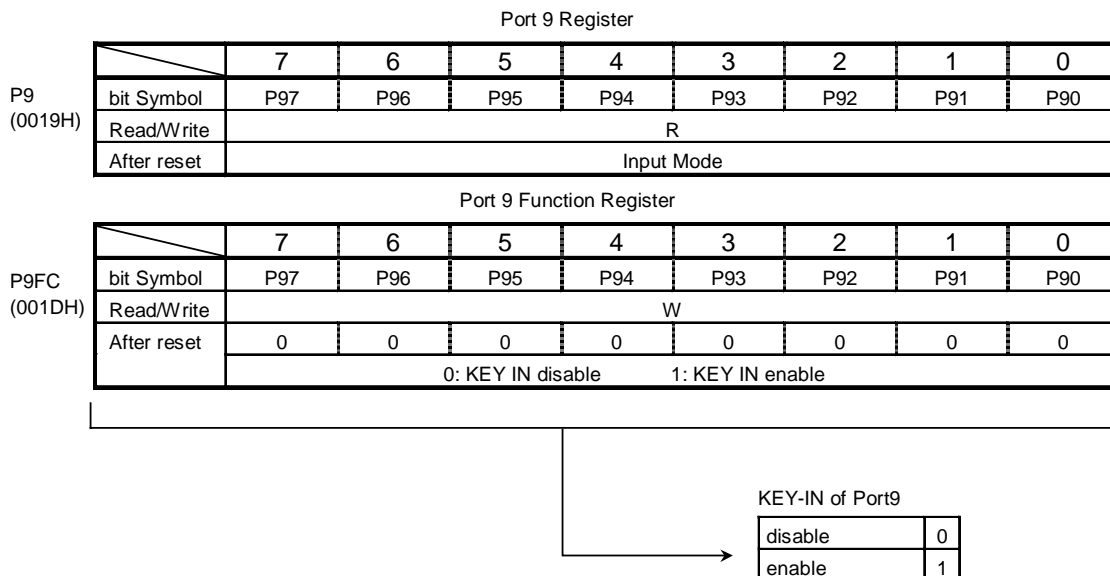 Port 9 Register
7 6 5 4 3 2 1 0
P9
(0019H)
bit Symbol P97 P96 P95 P94 P93 P92 P91 P90
Read/Write R
After reset Input Mode
Port 9 Function Register
7 6 5 4 3 2 1 0
P9FC
(001DH)
bit Symbol P97 P96 P95 P94 P93 P92 P91 P90
Read/Write W
After reset 0 0 0 0 0 0 0 0
0: KEY IN disable 1: KEY IN enable
KEY-IN of Port9
disable 0
enable 1